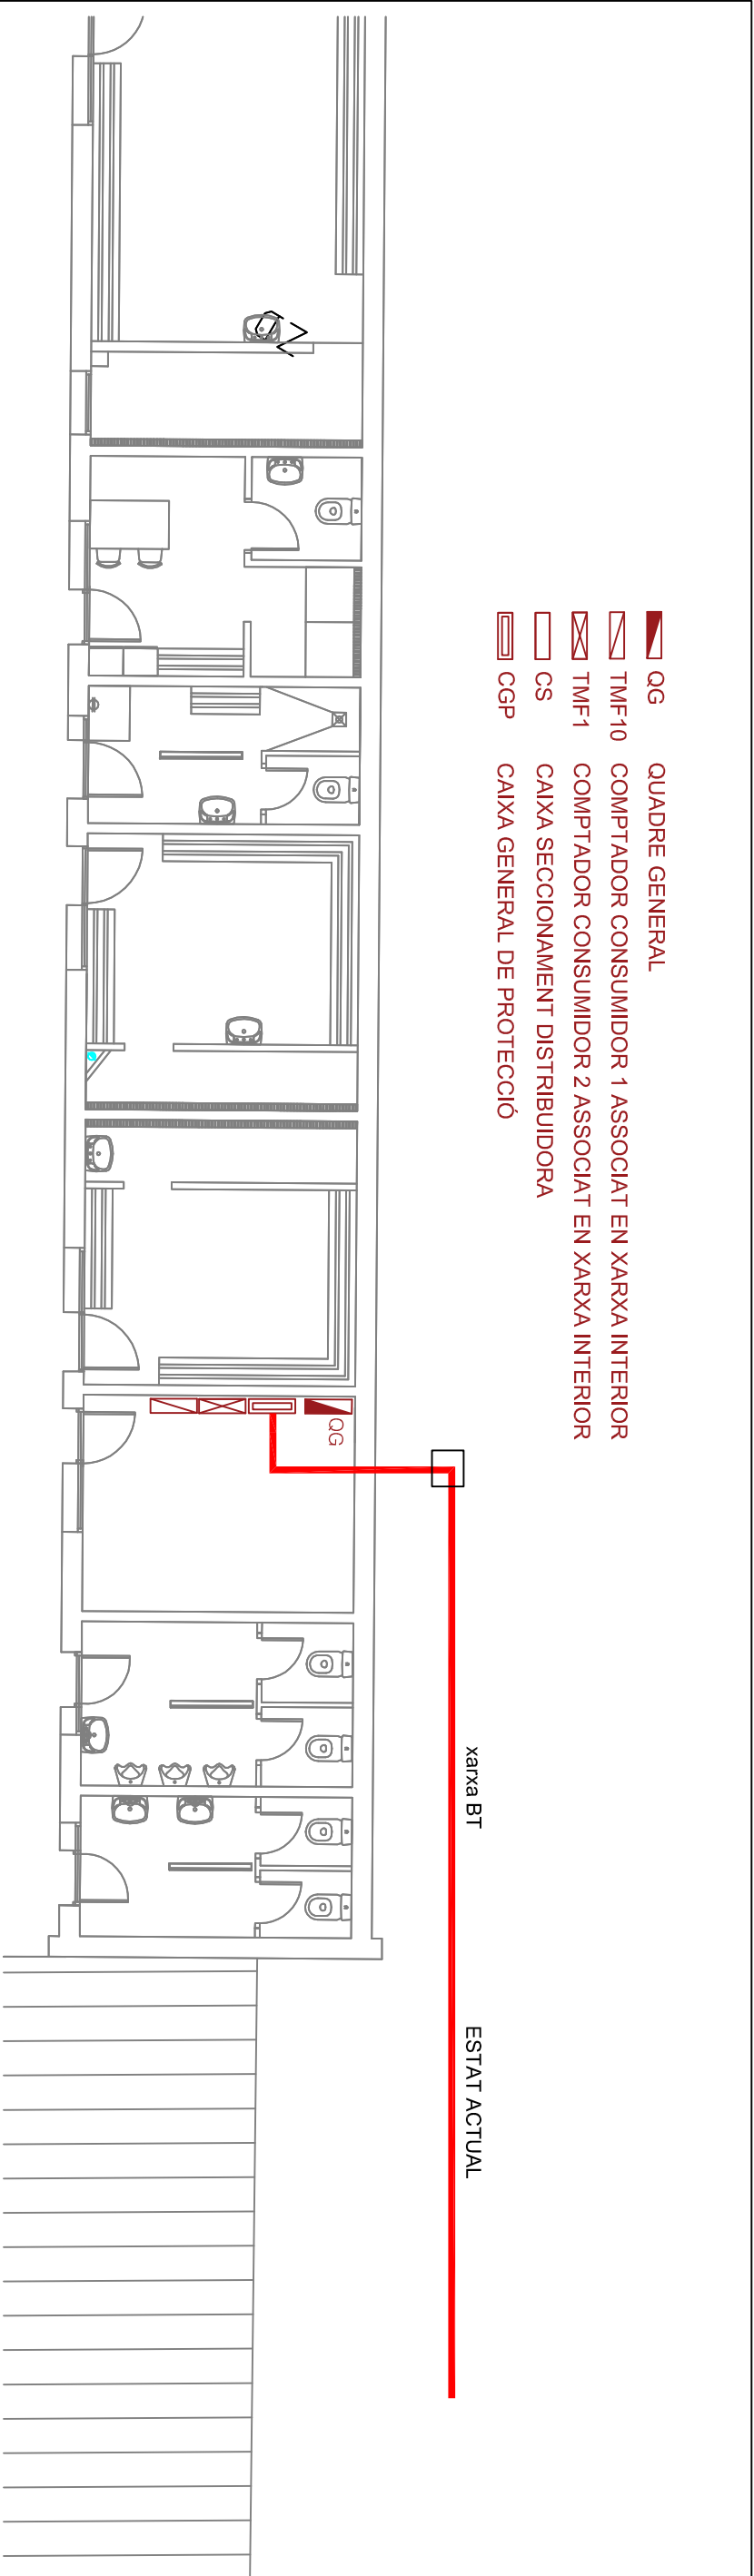 QG QUADRE GENERAL
TMF10 COMPTADOR CONSUMIDOR 1 ASSOCIAT EN XARXA INTERIOR
TMF1 COMPTADOR CONSUMIDOR 2 ASSOCIAT EN XARXA INTERIOR
CS CAIXA SECCIONAMENT DISTRIBUIDORA
CGP CAIXA GENERAL DE PROTECCIÓ
xarxa BT
ESTAT ACTUAL
QG